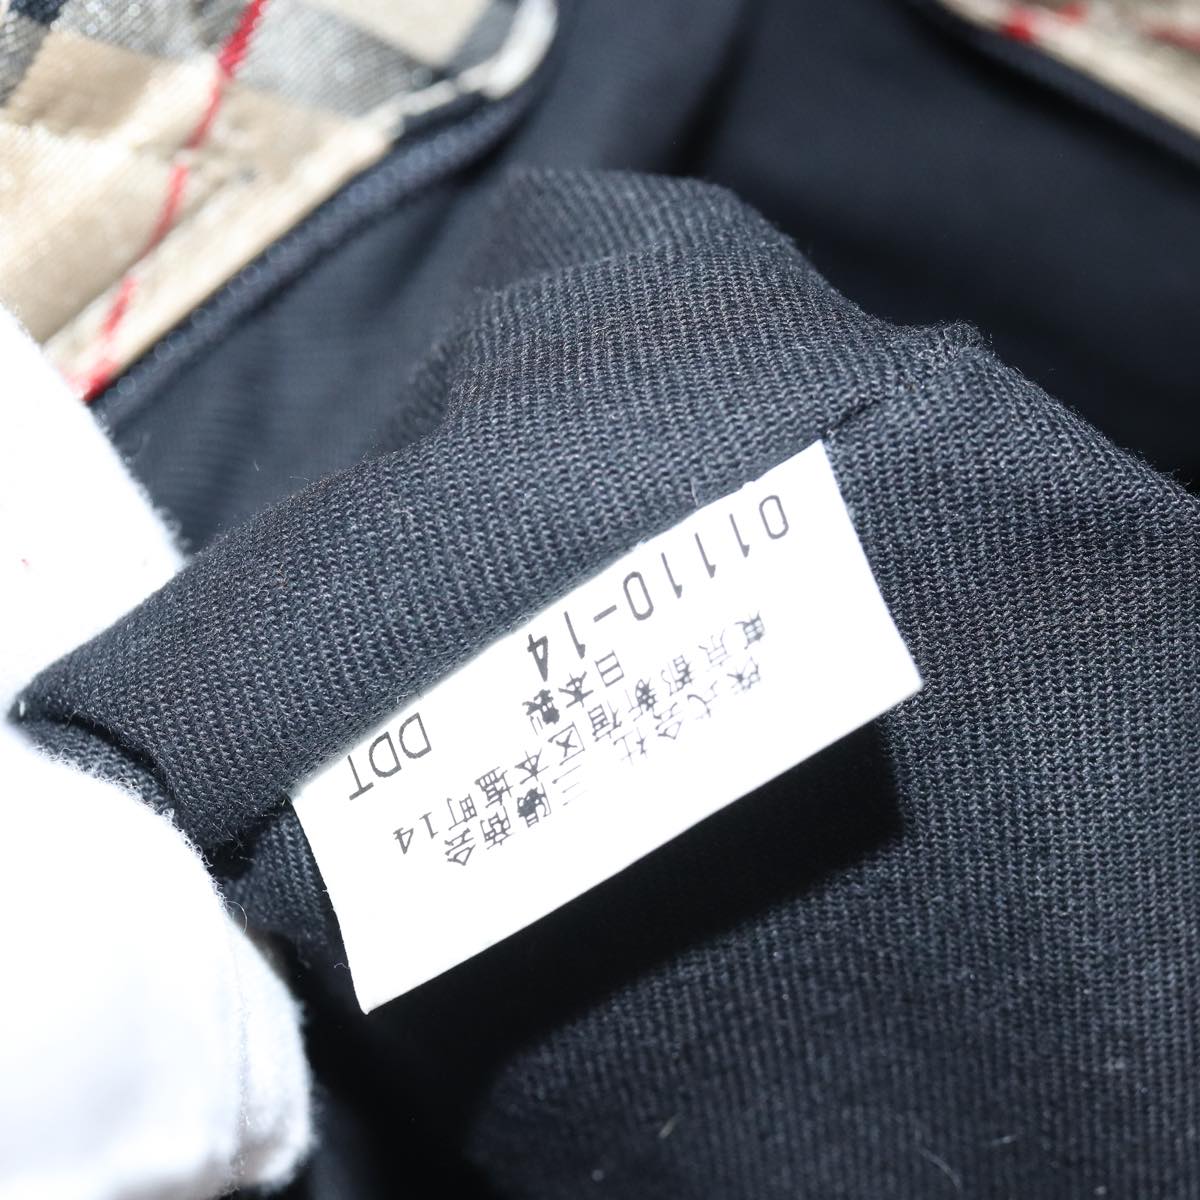 株式会社 三陽商会
東京都新宿区本塩町14
日本製
01110-14 DDT